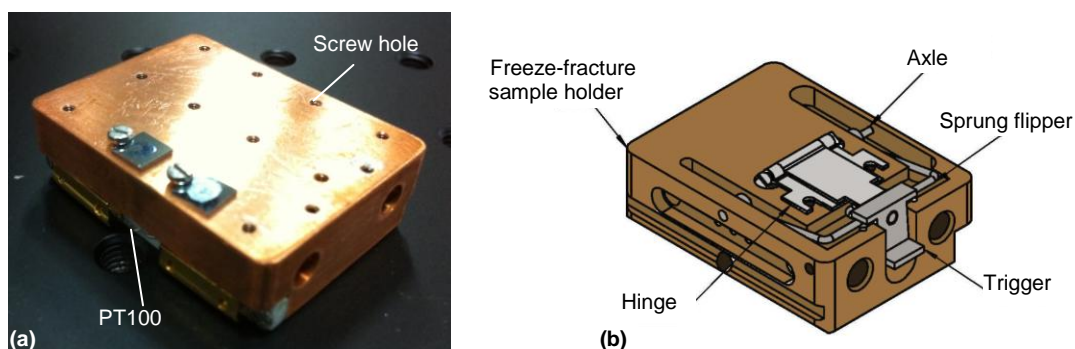 Screw hole
PT100
(a)
Freeze-fracture
sample holder
Axle
Sprung flipper
Hinge
Trigger
(b)